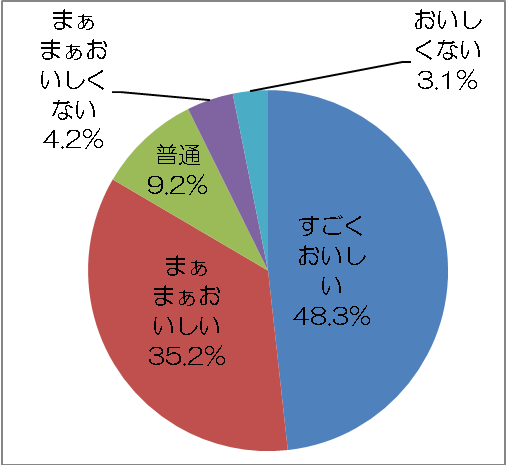 まぁ
まぁお
いしく
ない
4.2%
おいし
くない
3.1%
普通
9.2%
すごく
おいし
い
48.3%
まぁ
まぁお
いしい
35.2%